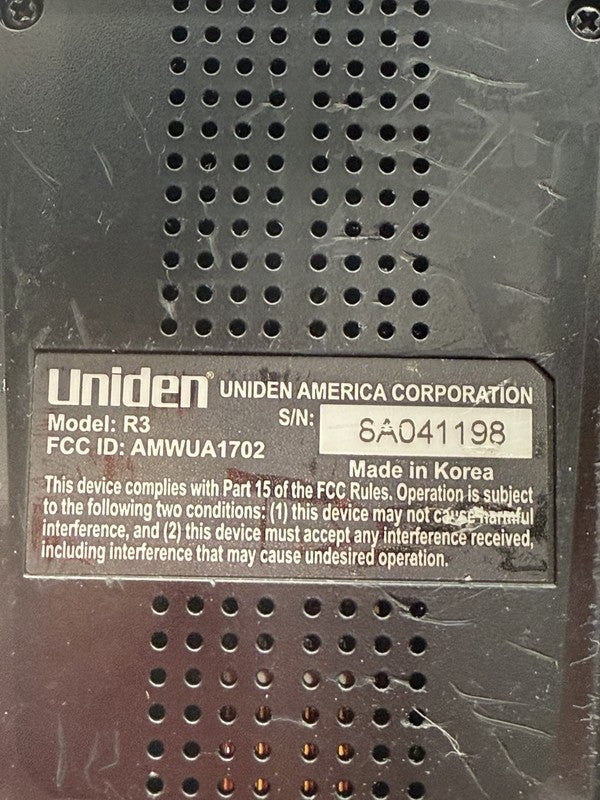 uniden® UNIDEN AMERICA CORPORATION
Model: R3 S/N: 8A041198
FCC ID: AMWUA1702
Made in Korea
This device complies with Part 15 of the FCC Rules. Operation is subject
to the following two conditions: (1) this device may not cause harmful
interference, and (2) this device must accept any interference received,
including interference that may cause undesired operation.